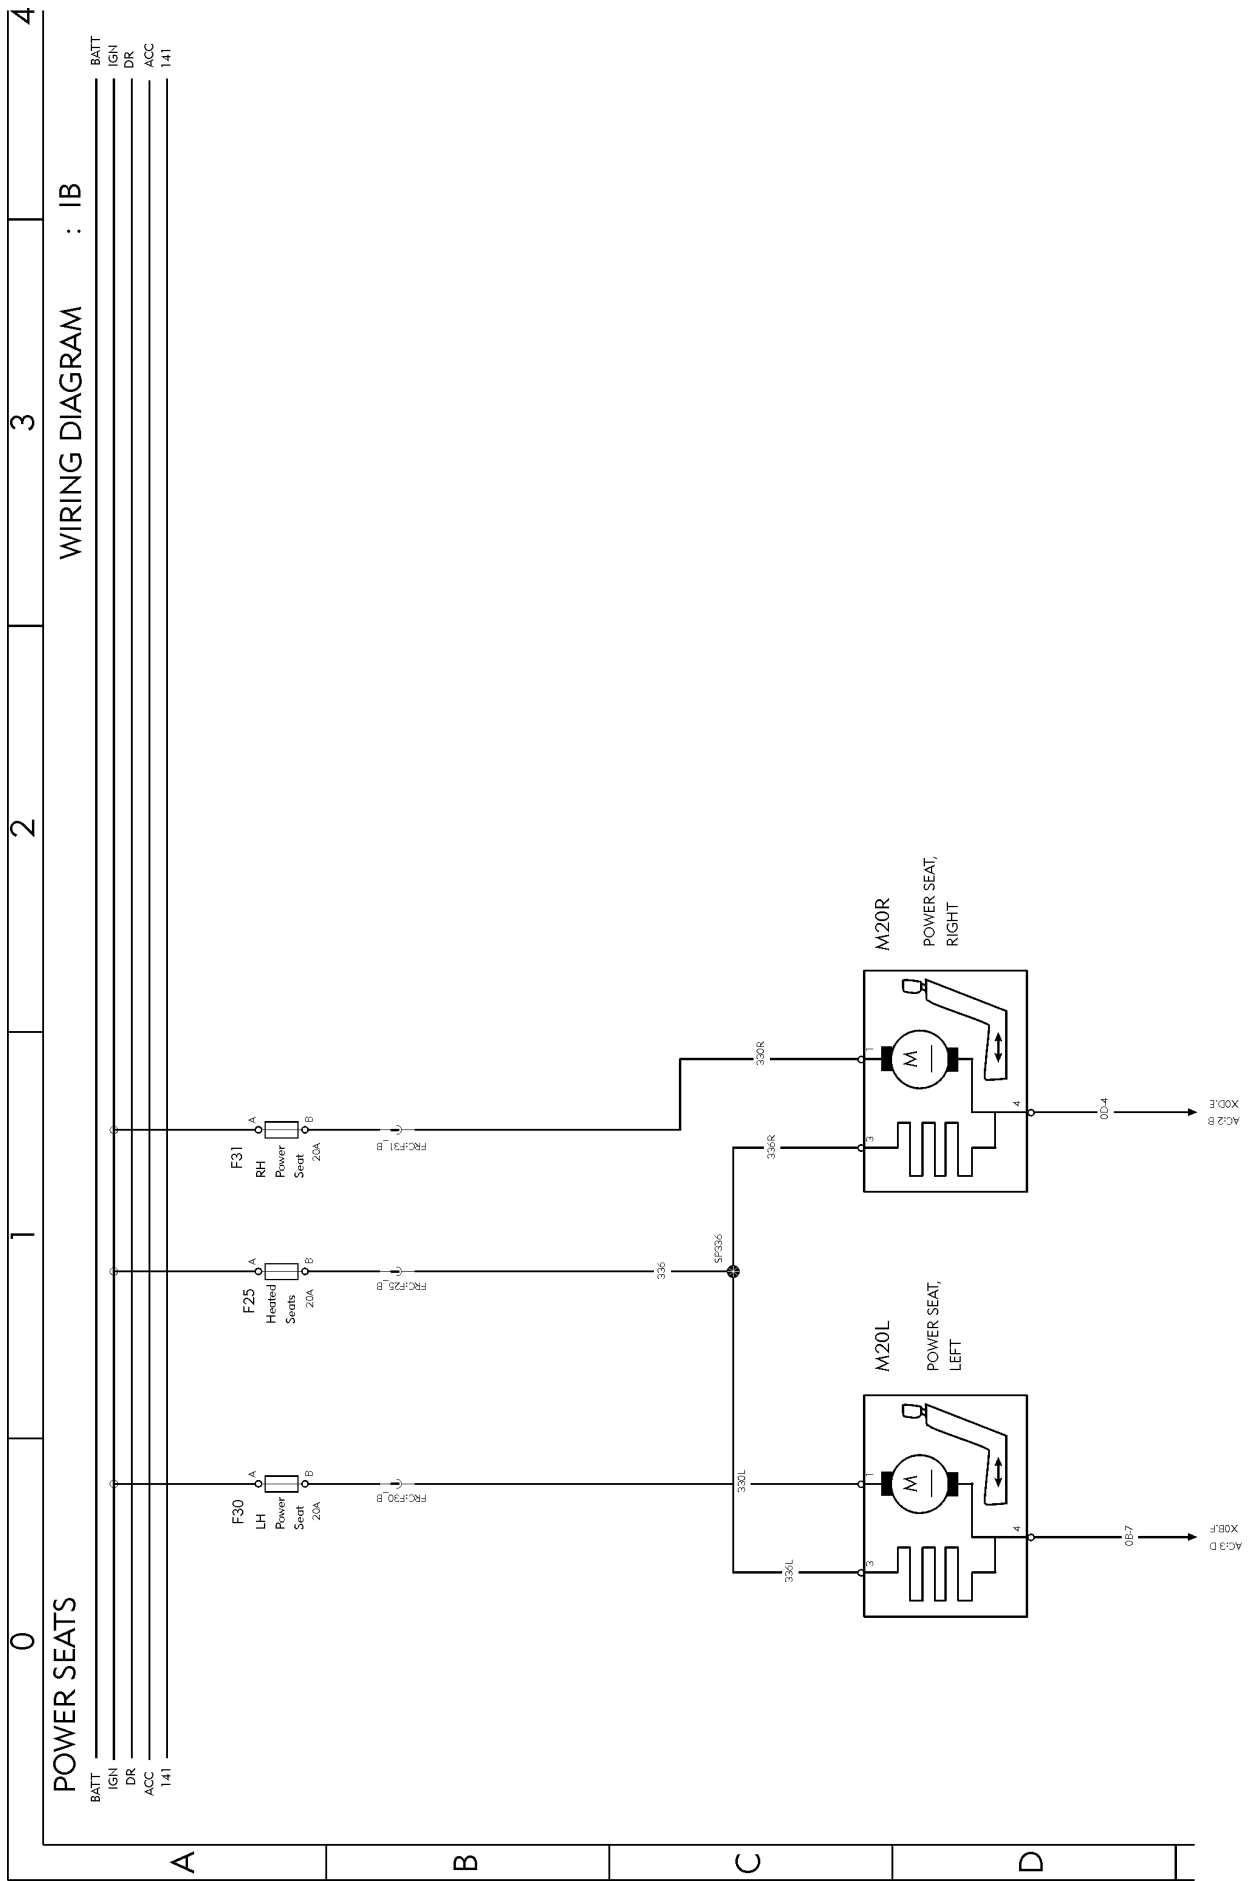 0
1
2
3
4
POWER SEATS
WIRING DIAGRAM : IB
BATT
BATT
IGN
IGN
DR
DR
ACC
ACC
141
141
A
B
C
D
F30
LH
Power
Seat
20A
A
B
FRC:F30_B
F25
Heated
Seats
20A
A
B
FRC:F25_B
F31
RH
Power
Seat
20A
A
B
FRC:F31_B
336
SP336
336L
330L
336R
330R
M20L
POWER SEAT,
LEFT
3
1
M
4
M20R
POWER SEAT,
RIGHT
3
1
M
4
0B-7
X0B.F
AC:3 D
0D-4
X0D.E
AC:2 B